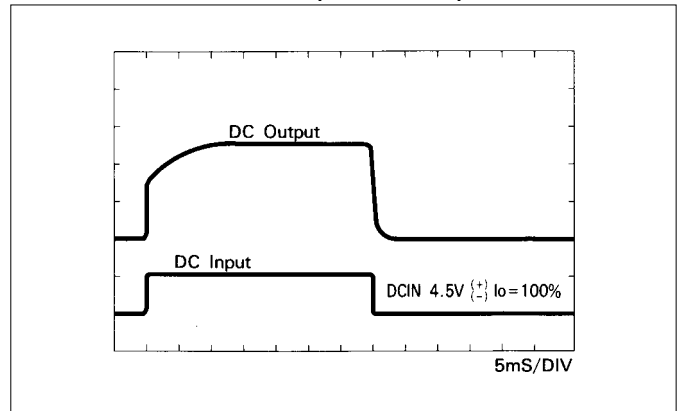 DC Output
DC Input
DCIN 4.5V (+) (−) Io=100%
5mS/DIV